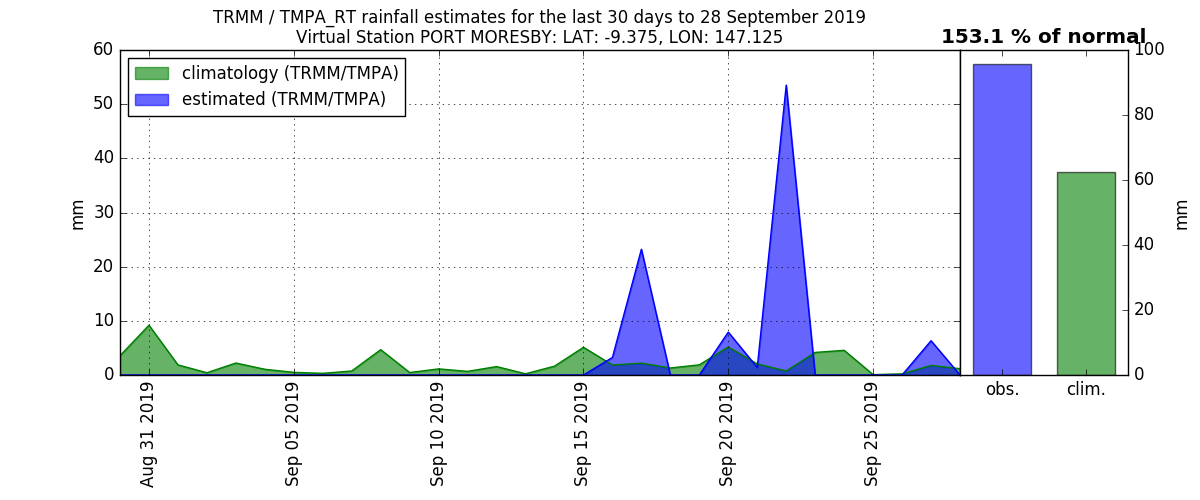 TRMM / TMPA_RT rainfall estimates for the last 30 days to 28 September 2019
Virtual Station PORT MORESBY: LAT: -9.375, LON: 147.125
153.1 % of normal
climatology (TRMM/TMPA)
estimated (TRMM/TMPA)
mm
60
50
40
30
20
10
0
Aug 31 2019
Sep 05 2019
Sep 10 2019
Sep 15 2019
Sep 20 2019
Sep 25 2019
obs.
clim.
100
80
60
40
20
0
mm